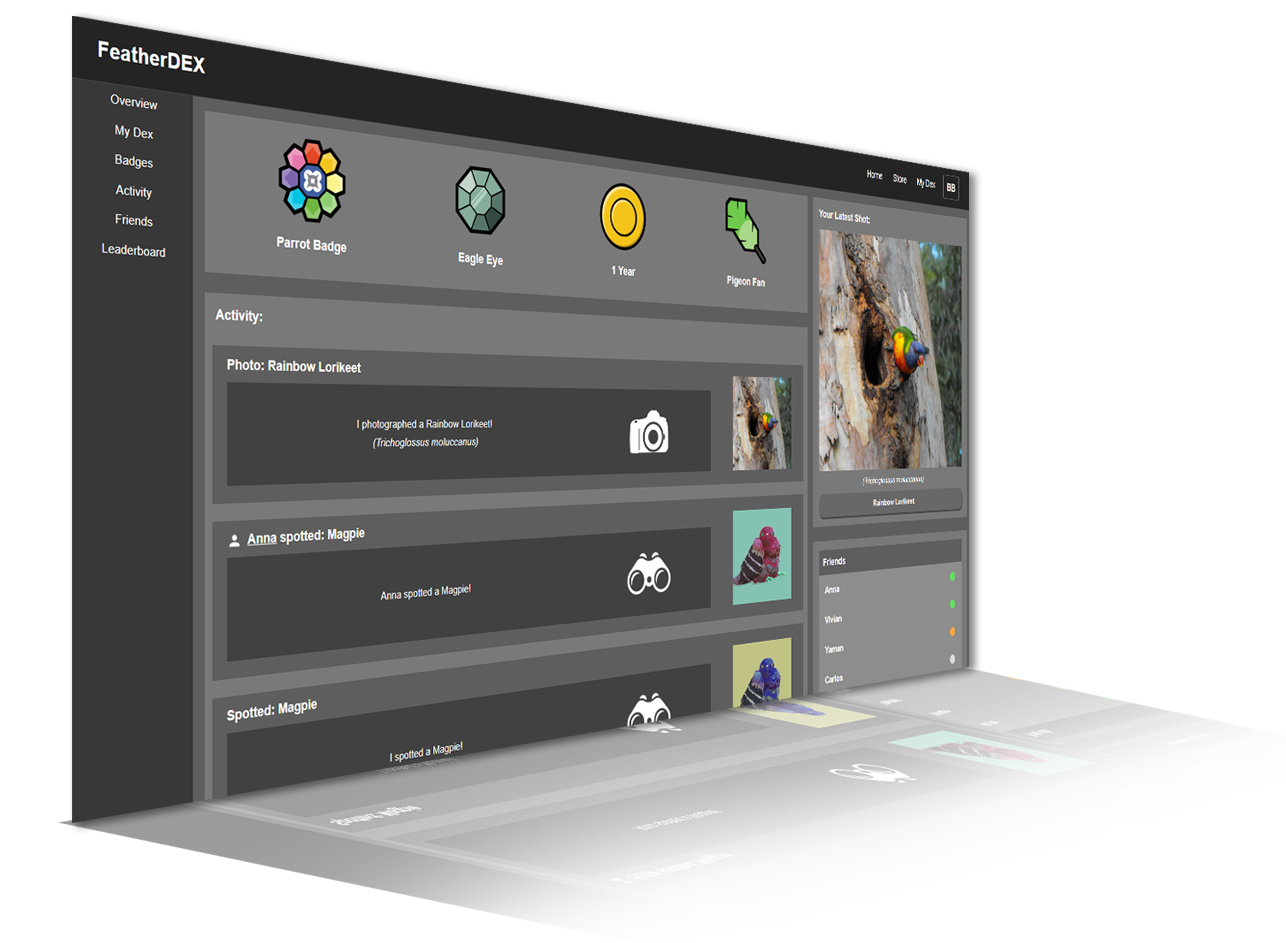 FeatherDEX
Home
Store
My Dex
BB
Overview
My Dex
Badges
Activity
Friends
Leaderboard
Parrot Badge
Eagle Eye
1 Year
Pigeon Fan
Activity:
Photo: Rainbow Lorikeet
I photographed a Rainbow Lorikeet!
(Trichoglossus moluccanus)
Anna spotted: Magpie
Anna spotted a Magpie!
Spotted: Magpie
I spotted a Magpie!
Your Latest Shot:
(Trichoglossus moluccanus)
Rainbow Lorikeet
Friends
Anna
Vivian
Yaman
Carlos